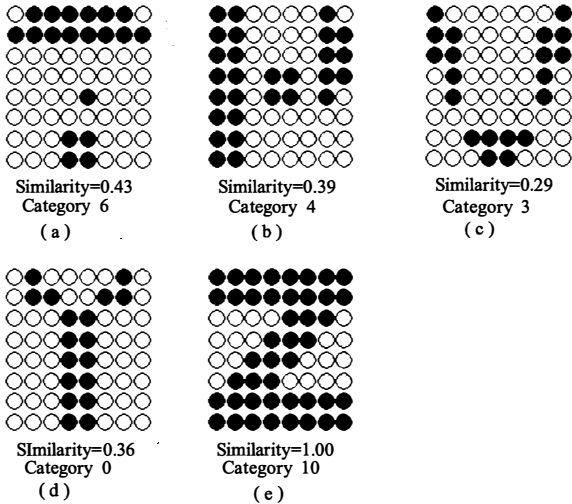 Similarity=0.43
Category 6
(a)
Similarity=0.39
Category 4
(b)
Similarity=0.29
Category 3
(c)
SImilarity=0.36
Category 0
(d)
Similarity=1.00
Category 10
(e)